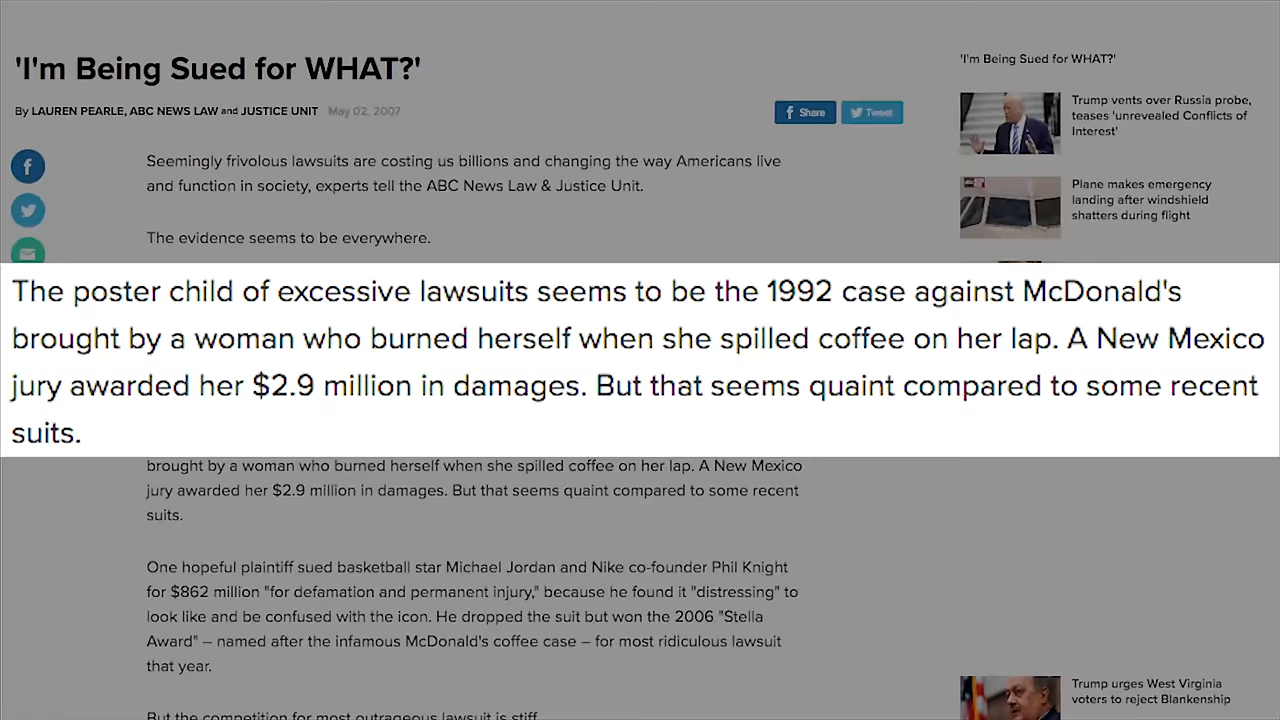 'I'm Being Sued for WHAT?'
By LAUREN PEARLE, ABC NEWS LAW and JUSTICE UNIT May 02, 2007
Share
Tweet
Seemingly frivolous lawsuits are costing us billions and changing the way Americans live
and function in society, experts tell the ABC News Law & Justice Unit.
The evidence seems to be everywhere.
The poster child of excessive lawsuits seems to be the 1992 case against McDonald's
brought by a woman who burned herself when she spilled coffee on her lap. A New Mexico
jury awarded her $2.9 million in damages. But that seems quaint compared to some recent
suits.
brought by a woman who burned herself when she spilled coffee on her lap. A New Mexico
jury awarded her $2.9 million in damages. But that seems quaint compared to some recent
suits.
One hopeful plaintiff sued basketball star Michael Jordan and Nike co-founder Phil Knight
for $862 million "for defamation and permanent injury," because he found it "distressing" to
look like and be confused with the icon. He dropped the suit but won the 2006 "Stella
Award" – named after the infamous McDonald's coffee case – for most ridiculous lawsuit
that year.
But the competition for most outrageous lawsuit is stiff
'I'm Being Sued for WHAT?'
Trump vents over Russia probe,
teases 'unrevealed Conflicts of
Interest'
Plane makes emergency
landing after windshield
shatters during flight
Trump urges West Virginia
voters to reject Blankenship